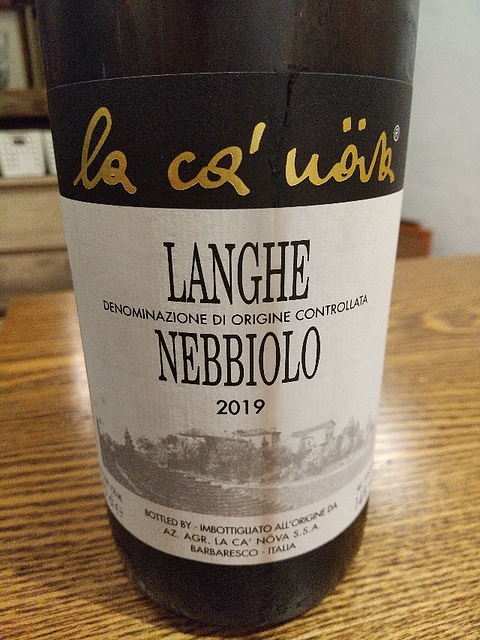 la ca' növa ®
LANGHE
DENOMINAZIONE DI ORIGINE CONTROLLATA
NEBBIOLO
2019
BOTTLED BY - IMBOTTIGLIATO ALL'ORIGINE DA
AZ. AGR. LA CA' NÖVA S.S.A.
BARBARESCO - ITALIA